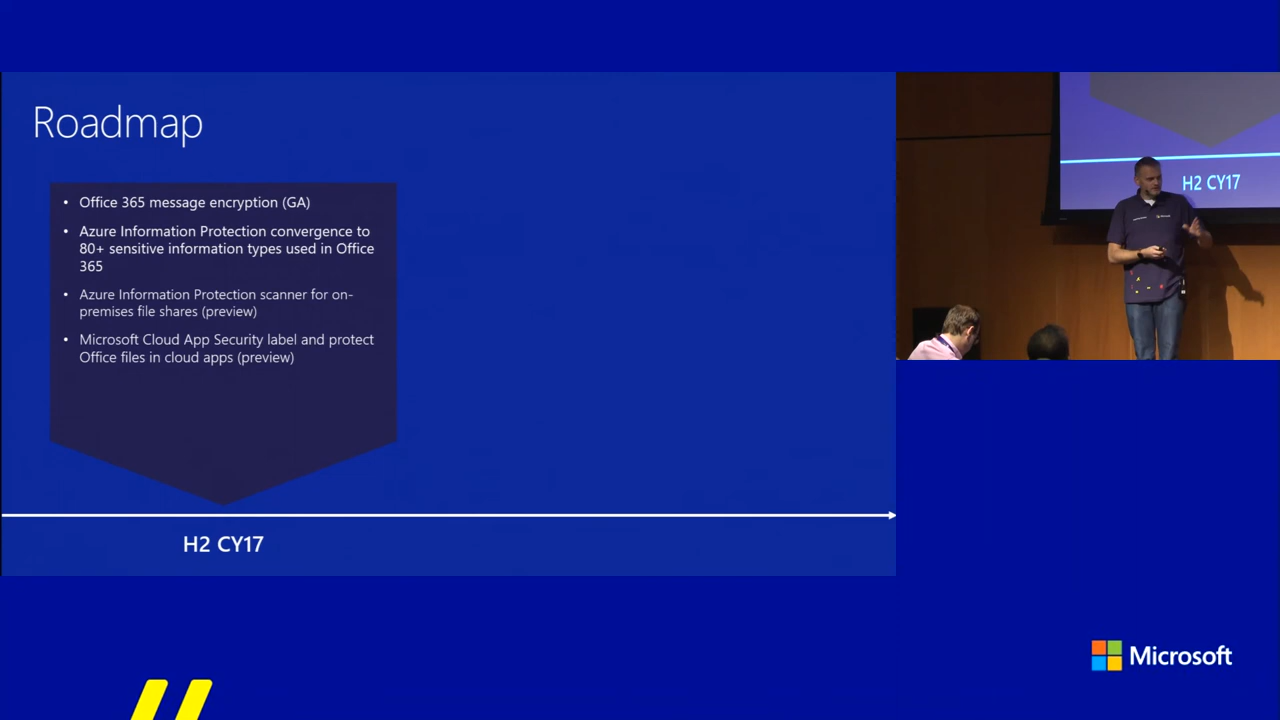 Roadmap
• Office 365 message encryption (GA)
• Azure Information Protection convergence to
80+ sensitive information types used in Office
365
• Azure Information Protection scanner for on-
premises file shares (preview)
• Microsoft Cloud App Security label and protect
Office files in cloud apps (preview)
H2 CY17
H2 CY17
Microsoft